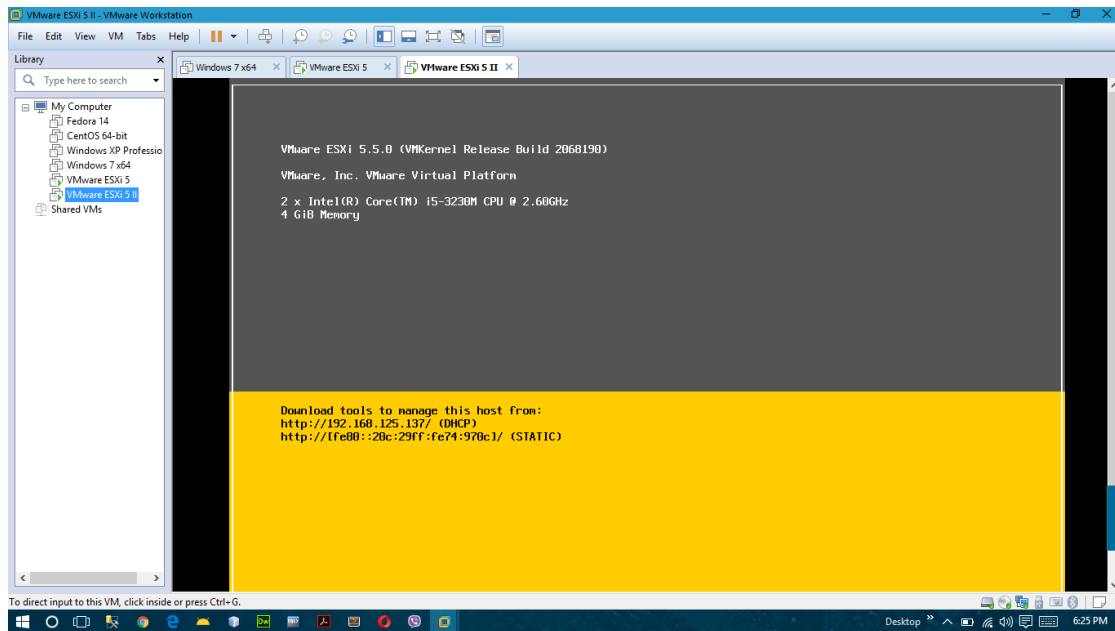 VMware ESXi 5 II - VMware Workstation
File Edit View VM Tabs Help
Library
Type here to search
My Computer
Fedora 14
CentOS 64-bit
Windows XP Professio
Windows 7 x64
VMware ESXi 5
VMware ESXi 5 II
Shared VMs
Windows 7 x64 VMware ESXi 5 VMware ESXi 5 II
VMware ESXi 5.5.0 (VMKernel Release Build 2068190)
VMware, Inc. VMware Virtual Platform
2 x Intel(R) Core(TM) i5-3230M CPU @ 2.60GHz
4 GiB Memory
Download tools to manage this host from:
http://192.168.125.137/ (DHCP)
http://[fe80::20c:29ff:fe74:970c]/ (STATIC)
To direct input to this VM, click inside or press Ctrl+G.
Dw
Desktop
6:25 PM